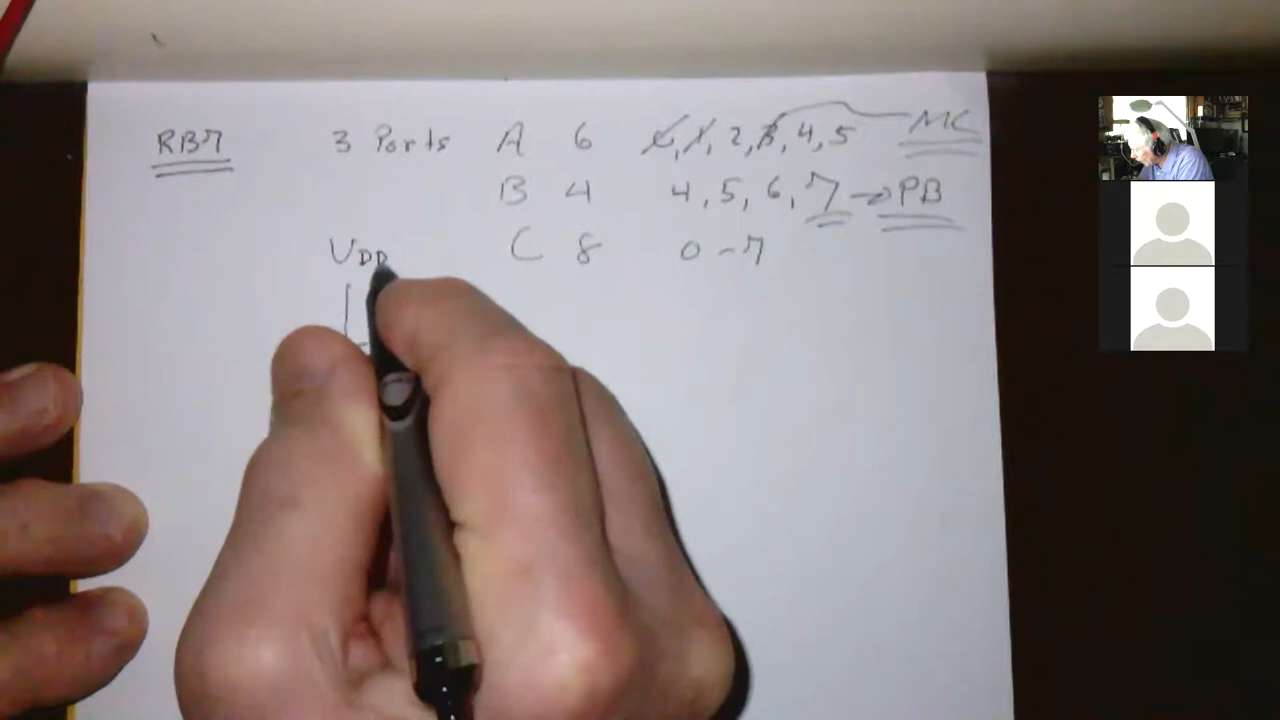 RB7 3 Ports A 6 0, 1, 2, 3, 4, 5 MC
B 4 4, 5, 6, 7 → PB
VDD C 8 0-7